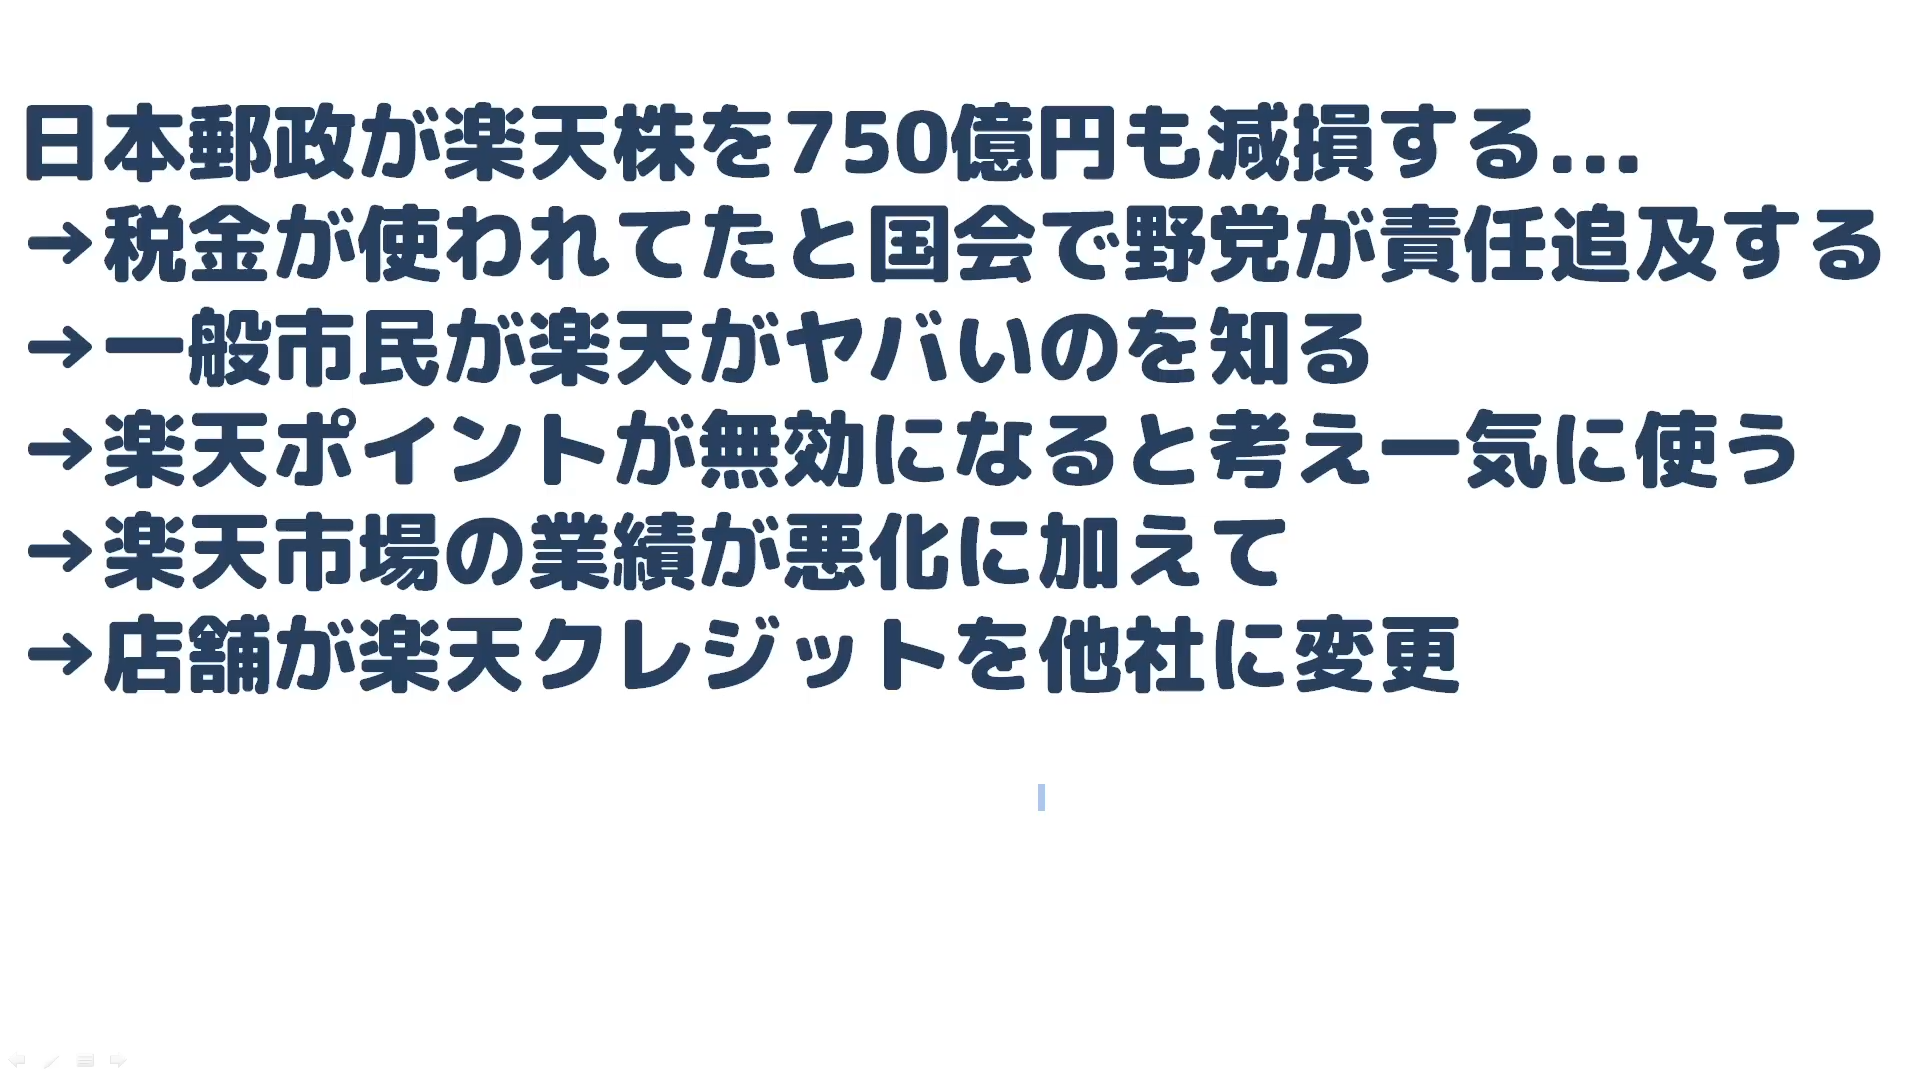 日本郵政が楽天株を750億円も減損する...
→税金が使われてたと国会で野党が責任追及する
→一般市民が楽天がヤバいのを知る
→楽天ポイントが無効になると考え一気に使う
→楽天市場の業績が悪化に加えて
→店舗が楽天クレジットを他社に変更